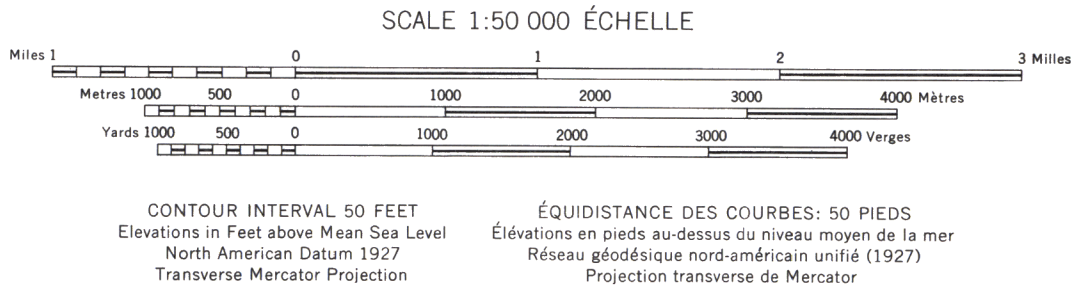 SCALE 1:50 000 ÉCHELLE
Miles 1 0 1 2 3 Milles
Metres 1000 500 0 1000 2000 3000 4000 Mètres
Yards 1000 500 0 1000 2000 3000 4000 Verges
CONTOUR INTERVAL 50 FEET
Elevations in Feet above Mean Sea Level
North American Datum 1927
Transverse Mercator Projection
ÉQUIDISTANCE DES COURBES: 50 PIEDS
Élévations en pieds au-dessus du niveau moyen de la mer
Réseau géodésique nord-américain unifié (1927)
Projection transverse de Mercator